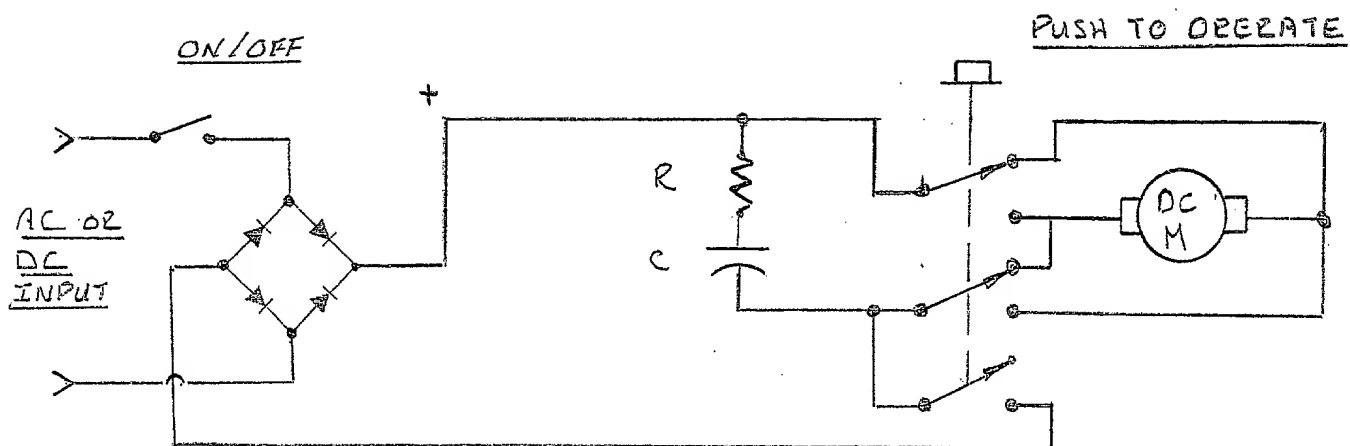 ON/OFF
PUSH TO OPERATE
+
R
C
AC OR
DC
INPUT
DC
M